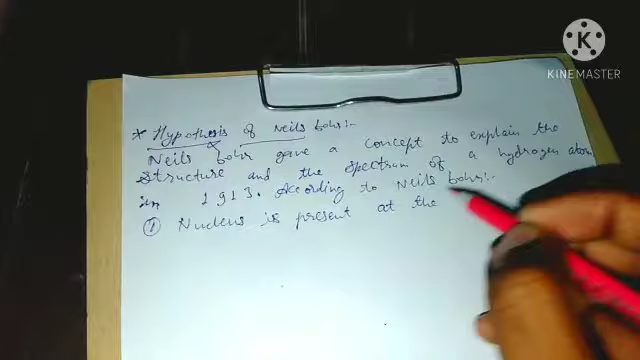 KINEMASTER
* Hypothesis of Neils bohr:-
Neils bohr gave a concept to explain the
structure and the spectrum of a hydrogen atom
in 1913. According to Neils bohr:-
① Nucleus is present at the